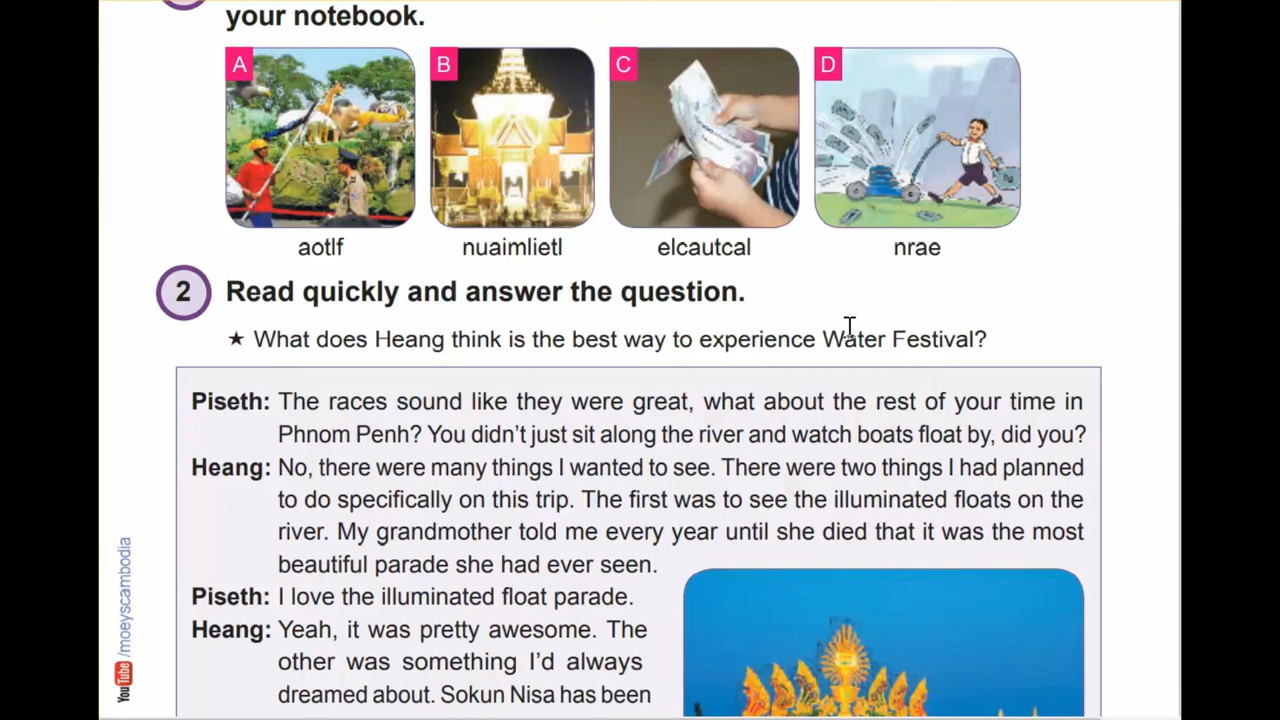 your notebook.
A
B
C
D
aotlf
nuaimlietl
elcautcal
nrae
2
Read quickly and answer the question.
★ What does Heang think is the best way to experience Water Festival?
Piseth: The races sound like they were great, what about the rest of your time in
Phnom Penh? You didn't just sit along the river and watch boats float by, did you?
Heang: No, there were many things I wanted to see. There were two things I had planned
to do specifically on this trip. The first was to see the illuminated floats on the
river. My grandmother told me every year until she died that it was the most
beautiful parade she had ever seen.
Piseth: I love the illuminated float parade.
Heang: Yeah, it was pretty awesome. The
other was something I'd always
dreamed about. Sokun Nisa has been
YouTube /moeyscambodia